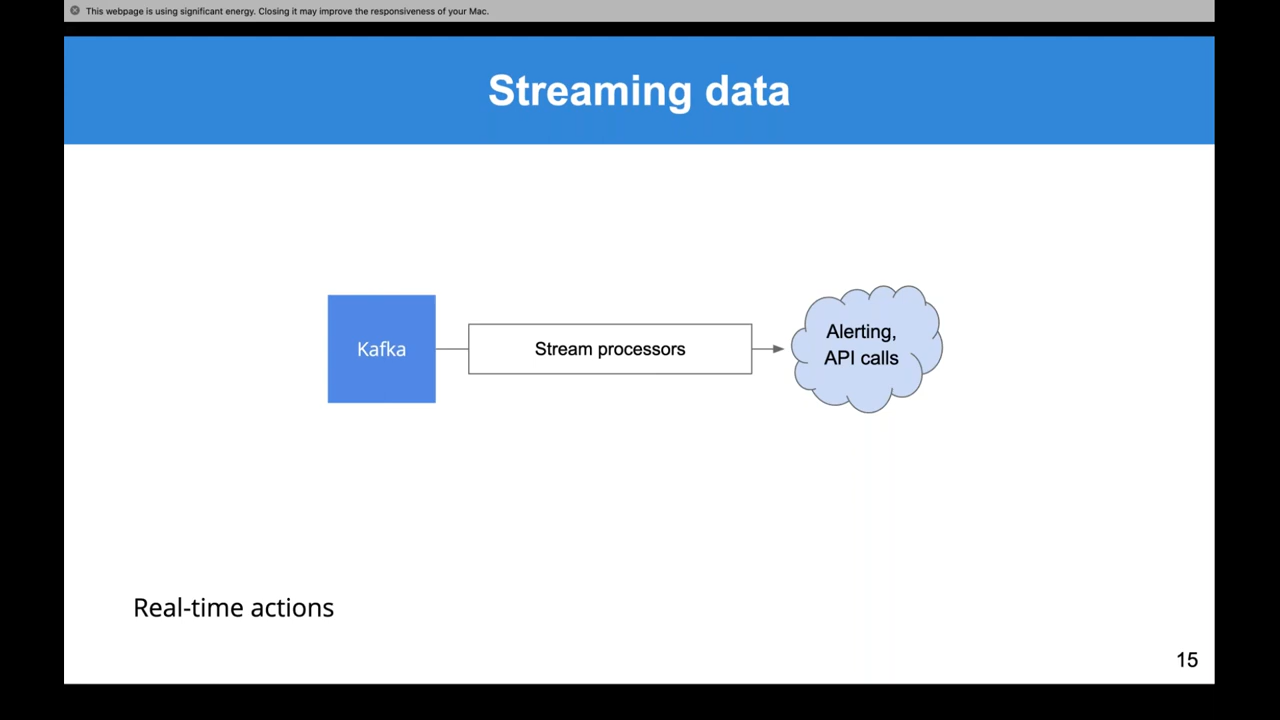 This webpage is using significant energy. Closing it may improve the responsiveness of your Mac.
Streaming data
Kafka
Stream processors
Alerting,
API calls
Real-time actions
15